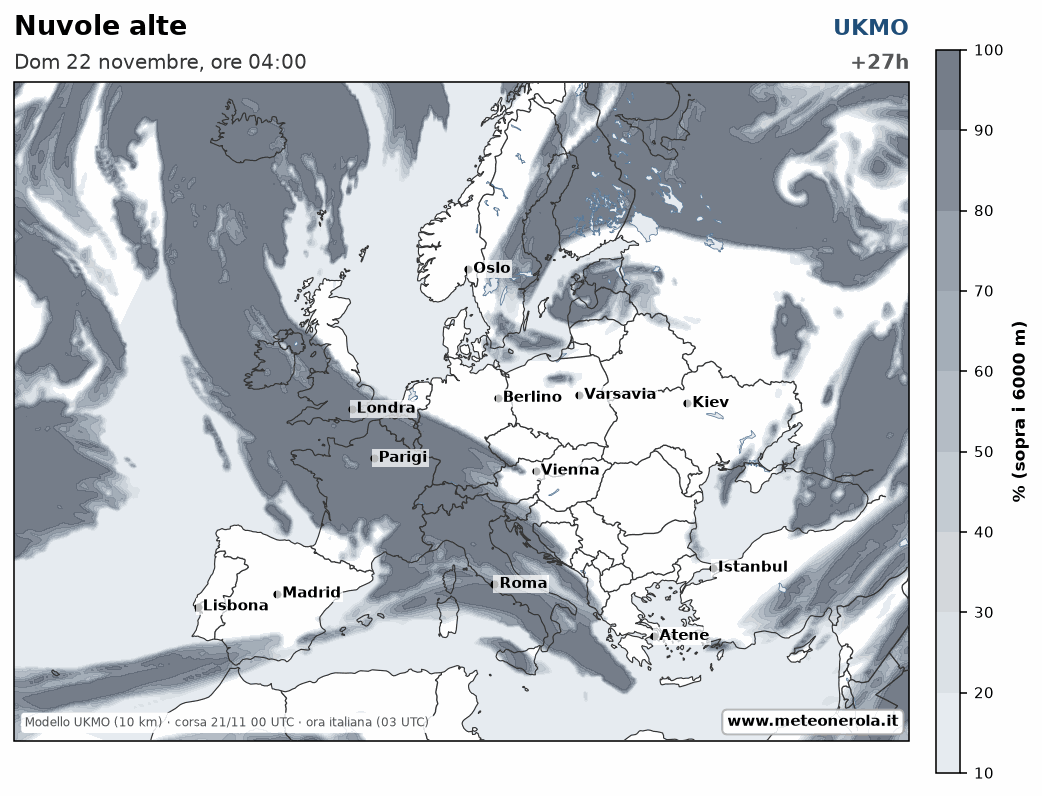 Nuvole alte
UKMO
Dom 22 novembre, ore 04:00
+27h
100
90
80
70
60
50
40
30
20
10
% (sopra i 6000 m)
Oslo
Berlino
Varsavia
Kiev
Londra
Parigi
Vienna
Istanbul
Roma
Madrid
Lisbona
Atene
Modello UKMO (10 km) · corsa 21/11 00 UTC · ora italiana (03 UTC)
www.meteonerola.it